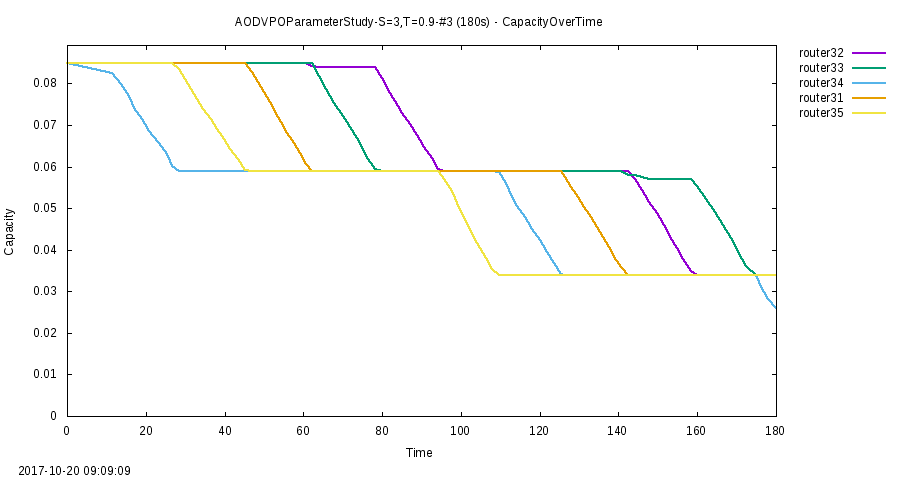 AODVPOParameterStudy-S=3,T=0.9-#3 (180s) - CapacityOverTime
router32
router33
router34
router31
router35
0.08
0.07
0.06
0.05
0.04
0.03
0.02
0.01
0
Capacity
0 20 40 60 80 100 120 140 160 180
Time
2017-10-20 09:09:09